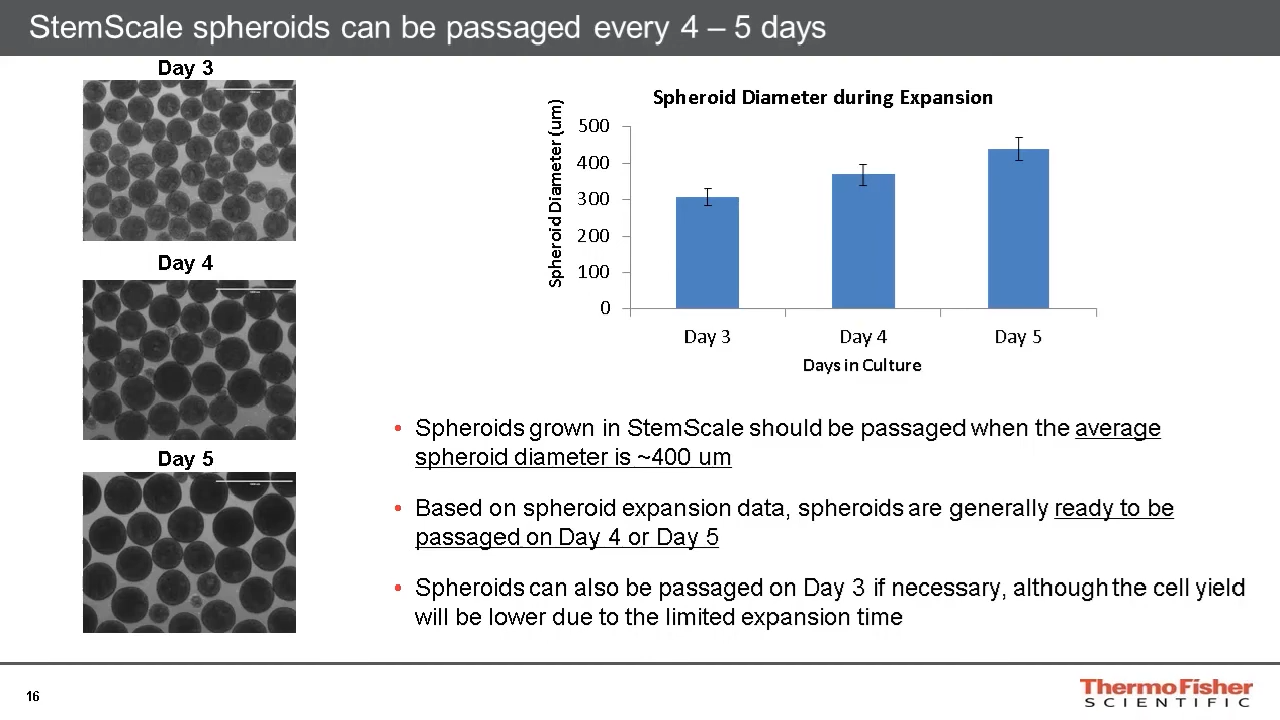 StemScale spheroids can be passaged every 4 – 5 days
Day 3
Day 4
Day 5
Spheroid Diameter during Expansion
Spheroid Diameter (um)
500
400
300
200
100
0
Day 3
Day 4
Day 5
Days in Culture
• Spheroids grown in StemScale should be passaged when the average
spheroid diameter is ~400 um
• Based on spheroid expansion data, spheroids are generally ready to be
passaged on Day 4 or Day 5
• Spheroids can also be passaged on Day 3 if necessary, although the cell yield
will be lower due to the limited expansion time
16
ThermoFisher
SCIENTIFIC